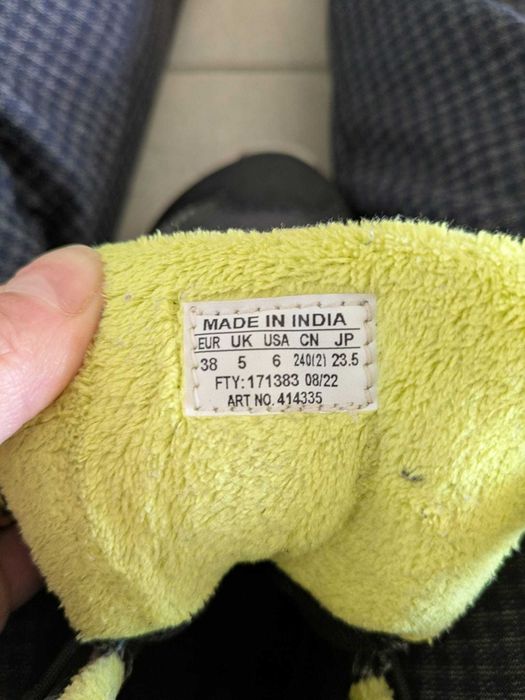 MADE IN INDIA
EUR UK USA CN JP
38 5 6 240(2) 23.5
FTY: 171383 08/22
ART NO. 414335